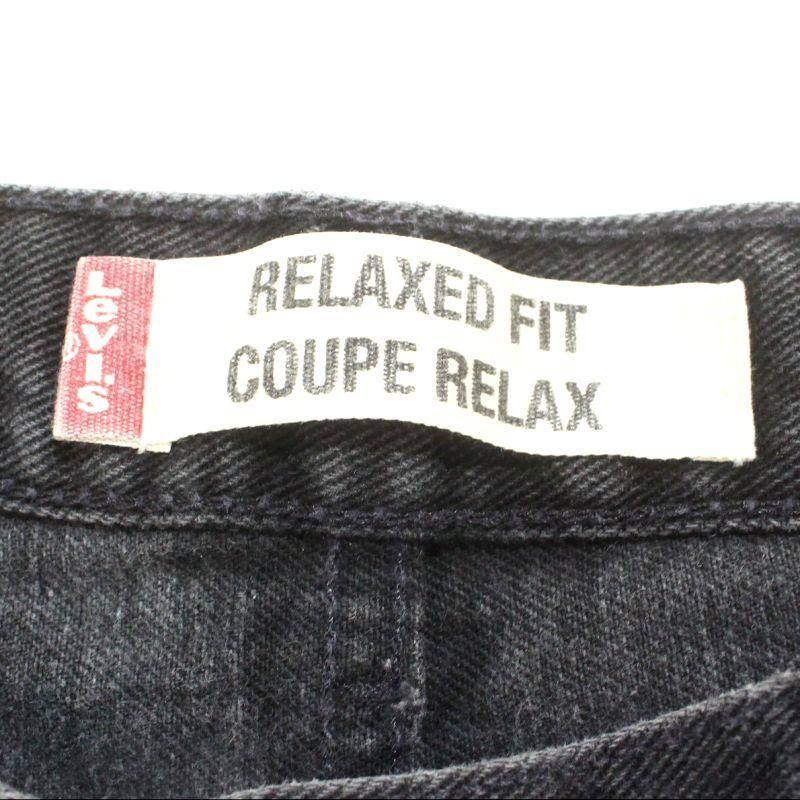 Levi's
RELAXED FIT
COUPE RELAX